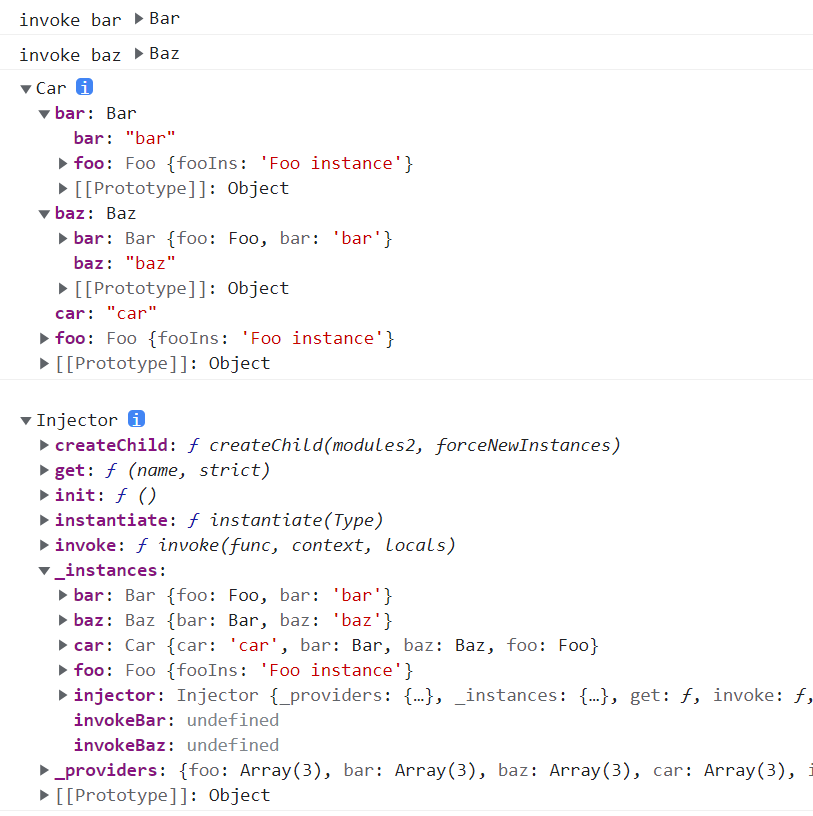 invoke bar ▶Bar
invoke baz ▶Baz
▼Car i
▼bar: Bar
bar: "bar"
▶foo: Foo {fooIns: 'Foo instance'}
▶[[Prototype]]: Object
▼baz: Baz
▶bar: Bar {foo: Foo, bar: 'bar'}
baz: "baz"
▶[[Prototype]]: Object
car: "car"
▶foo: Foo {fooIns: 'Foo instance'}
▶[[Prototype]]: Object
▼Injector i
▶createChild: ƒ createChild(modules2, forceNewInstances)
▶get: ƒ (name, strict)
▶init: ƒ ()
▶instantiate: ƒ instantiate(Type)
▶invoke: ƒ invoke(func, context, locals)
▼_instances:
▶bar: Bar {foo: Foo, bar: 'bar'}
▶baz: Baz {bar: Bar, baz: 'baz'}
▶car: Car {car: 'car', bar: Bar, baz: Baz, foo: Foo}
▶foo: Foo {fooIns: 'Foo instance'}
▶injector: Injector {_providers: {…}, _instances: {…}, get: ƒ, invoke: ƒ,
invokeBar: undefined
invokeBaz: undefined
▶_providers: {foo: Array(3), bar: Array(3), baz: Array(3), car: Array(3), i
▶[[Prototype]]: Object